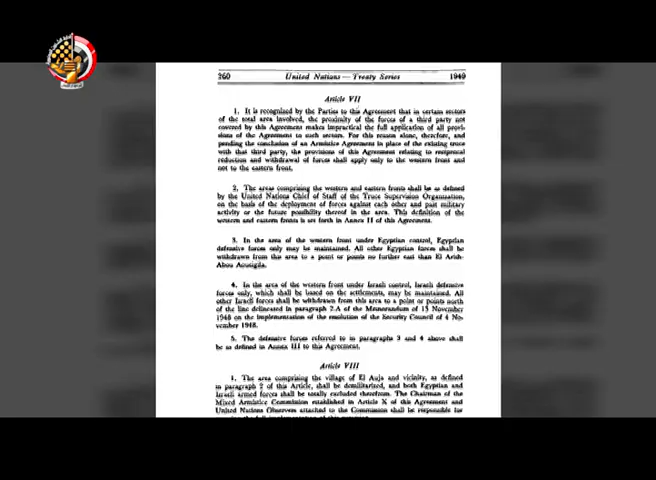 260
United Nations — Treaty Series
1949
Article VII
1. It is recognized by the Parties to this Agreement that in certain sectors
of the total area involved, the proximity of the forces of a third party not
covered by this Agreement makes impractical the full application of all provi-
sions of the Agreement to such sectors. For this reason alone, therefore, and
pending the conclusion of an Armistice Agreement in place of the existing truce
with that third party, the provisions of this Agreement relating to reciprocal
reduction and withdrawal of forces shall apply only to the western front and
not to the eastern front.
2. The areas comprising the western and eastern fronts shall be as defined
by the United Nations Chief of Staff of the Truce Supervision Organisation,
on the basis of the deployment of forces against each other and past military
activity or the future possibility thereof in the area. This definition of the
western and eastern fronts is set forth in Annex II of this Agreement.
3. In the area of the western front under Egyptian control, Egyptian
defensive forces only may be maintained. All other Egyptian forces shall be
withdrawn from this area to a point or points no further east than El Arish-
Abou Aoueigila.
4. In the area of the western front under Israeli control, Israeli defensive
forces only, which shall be based on the settlements, may be maintained. All
other Israeli forces shall be withdrawn from this area to a point or points north
of the line delineated in paragraph 2.A of the Memorandum of 13 November
1948 on the implementation of the resolution of the Security Council of 4 No-
vember 1948.
5. The defensive forces referred to in paragraphs 3 and 4 above shall
be as defined in Annex III to this Agreement.
Article VIII
1. The area comprising the village of El Auja and vicinity, as defined
in paragraph 2 of this Article, shall be demilitarized, and both Egyptian and
Israeli armed forces shall be totally excluded therefrom. The Chairman of the
Mixed Armistice Commission established in Article X of this Agreement and
United Nations Observers attached to the Commission shall be responsible for